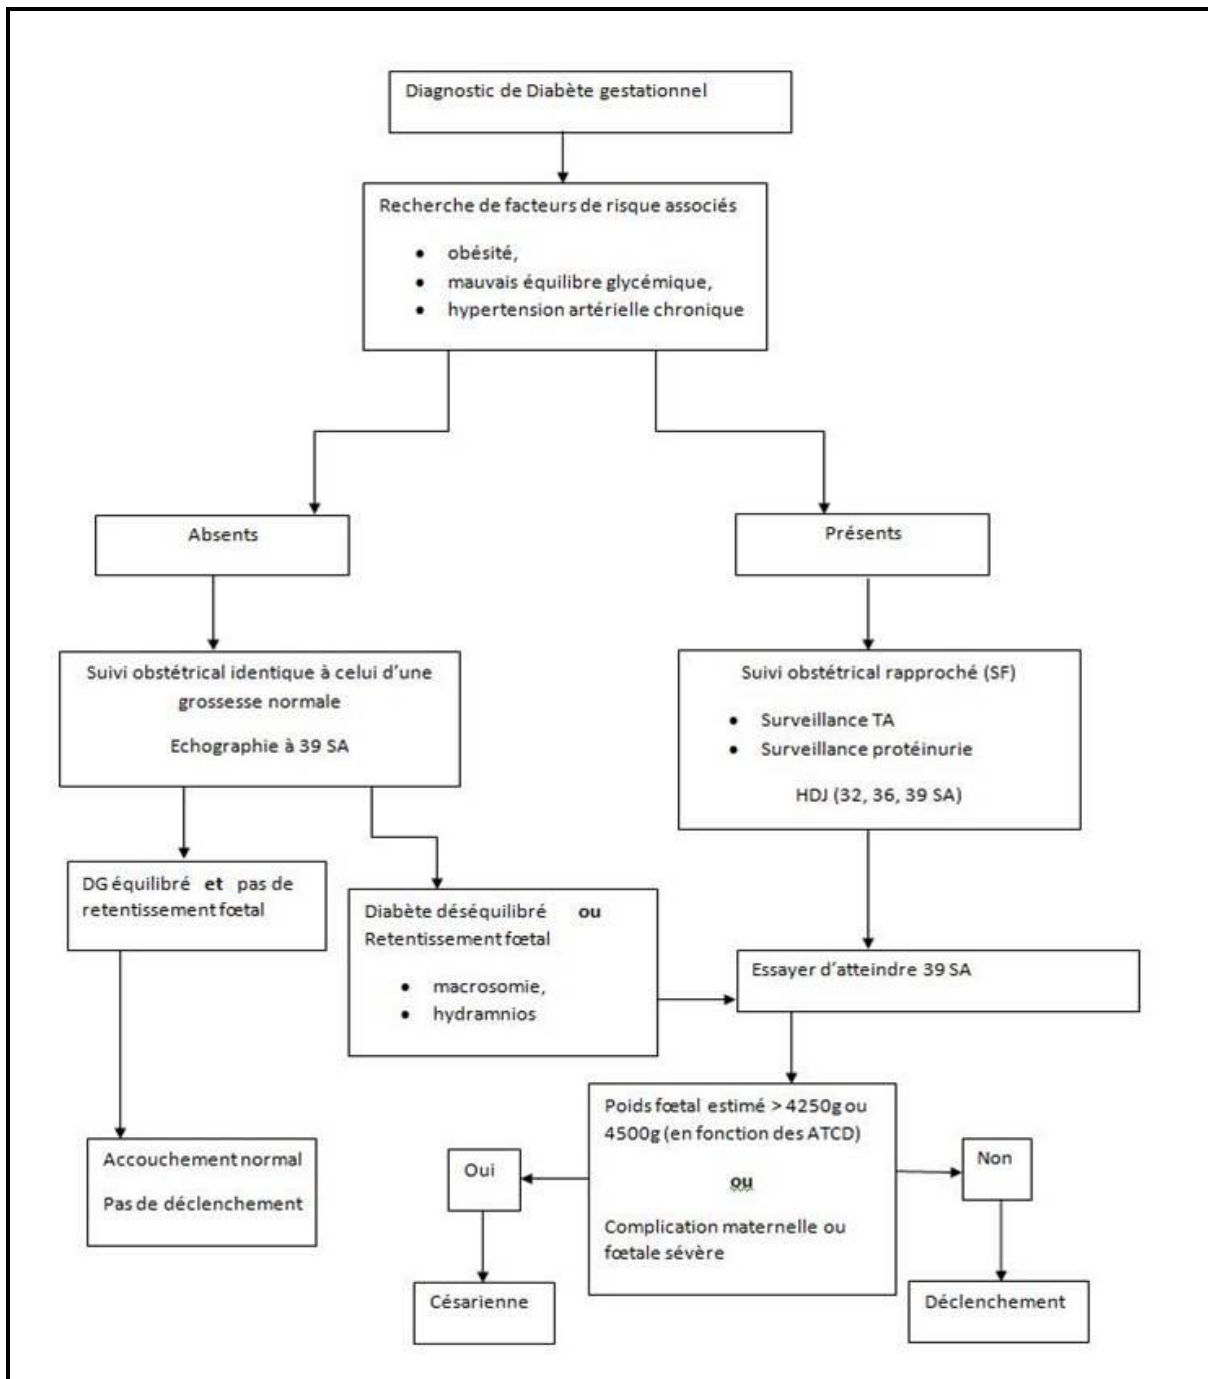 Diagnostic de Diabète gestationnel
Recherche de facteurs de risque associés
• obésité,
• mauvais équilibre glycémique,
• hypertension artérielle chronique
Absents
Présents
Suivi obstétrical identique à celui d'une
grossesse normale
Echographie à 39 SA
Suivi obstétrical rapproché (SF)
• Surveillance TA
• Surveillance protéinurie
HDJ (32, 36, 39 SA)
DG équilibré et pas de
retentissement fœtal
Diabète déséquilibré ou
Retentissement fœtal
• macrosomie,
• hydramnios
Essayer d'atteindre 39 SA
Poids fœtal estimé > 4250g ou
4500g (en fonction des ATCD)
ou
Complication maternelle ou
fœtale sévère
Oui
Non
Accouchement normal
Pas de déclenchement
Césarienne
Déclenchement